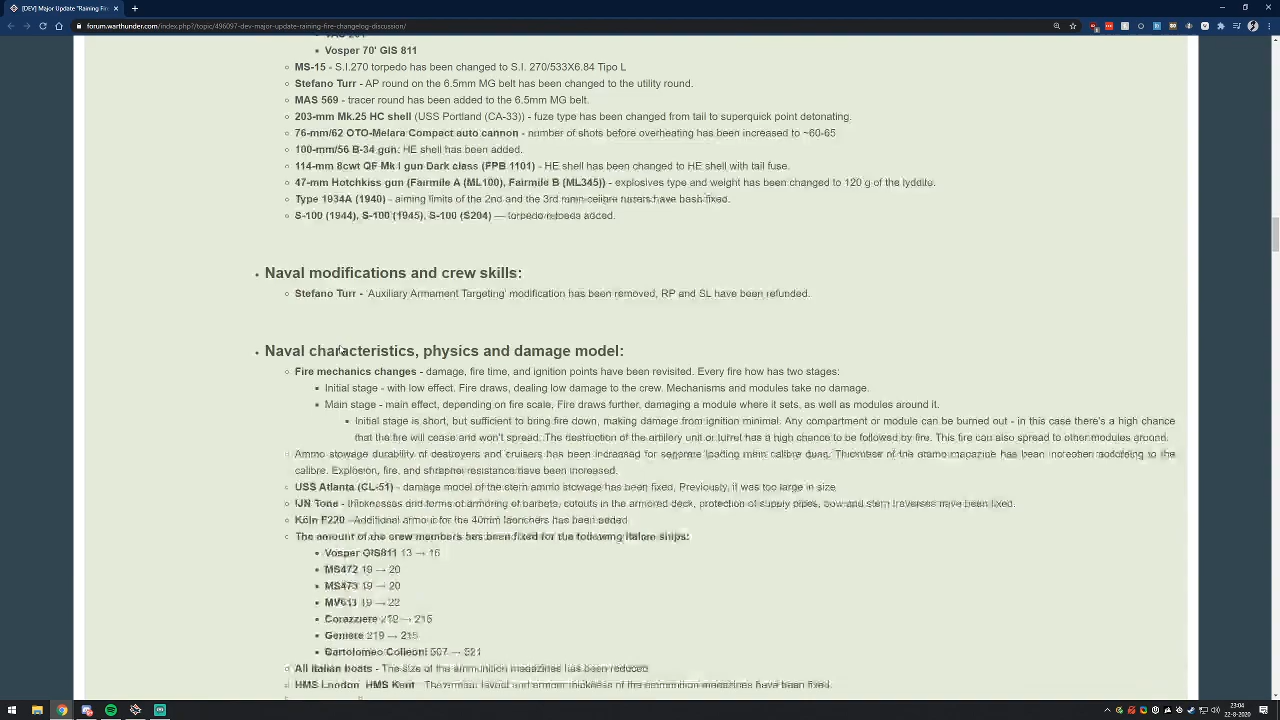 [DEV] Major Update "Raining Fire"
forum.warthunder.com/index.php?/topic/496097-dev-major-update-raining-fire-changelog-discussion/
Vosper 70' GIS 811
MS-15 - S.I.270 torpedo has been changed to S.I. 270/533X6.84 Tipo L
Stefano Turr - AP round on the 6.5mm MG belt has been changed to the utility round.
MAS 569 - tracer round has been added to the 6.5mm MG belt.
203-mm Mk.25 HC shell (USS Portland (CA-33)) - fuze type has been changed from tail to superquick point detonating.
76-mm/62 OTO-Melara Compact auto cannon - number of shots before overheating has been increased to ~60-65
100-mm/56 B-34 gun: HE shell has been added.
114-mm 8cwt QF Mk I gun Dark class (FPB 1101) - HE shell has been changed to HE shell with tail fuse.
47-mm Hotchkiss gun (Fairmile A (ML100), Fairmile B (ML345)) - explosives type and weight has been changed to 120 g of the lyddite.
Type 1934A (1940) - aiming limits of the 2nd and the 3rd main calibre have fixed.
S-100 (1944), S-100 (1945), S-100 (S204) — torpedo reloads added.
Naval modifications and crew skills:
Stefano Turr - 'Auxiliary Armament Targeting' modification has been removed, RP and SL have been refunded.
Naval characteristics, physics and damage model:
Fire mechanics changes - damage, fire time, and ignition points have been revisited. Every fire now has two stages:
Initial stage - with low effect. Fire draws, dealing low damage to the crew. Mechanisms and modules take no damage.
Main stage - main effect, depending on fire scale. Fire draws further, damaging a module where it sets, as well as modules around it.
Initial stage is short, but sufficient to bring fire down, making damage from ignition minimal. Any compartment or module can be burned out - in this case there's a high chance
that the fire will cease and won't spread. The destruction of the artillery unit or turret has a high chance to be followed by fire. This fire can also spread to other modules around.
Ammo stowage durability of destroyers and cruisers has been increased for separate loading main calibre guns. Thickness of the ammo magazine has been increased according to the
calibre. Explosion, fire, and shrapnel resistance have been increased.
USS Atlanta (CL-51) - damage model of the stern ammo stowage has been fixed, Previously, it was too large in size
IJN Tone - thicknesses and forms of armoring of barbets, cutouts in the armored deck, protection of supply pipes, bow and stern traverses have been fixed.
Köln F220 - Additional armour for the 40mm launchers has been added
The amount of the crew members has been fixed for the following Italian ships:
Vosper GIS811 13 → 16
MS472 19 → 20
MS473 19 → 20
19 → 22
→ 215
Geniere 219 → 215
Bartolomeo Colleoni 507 → 521
All Italian boats - The size of the ammunition magazines has been reduced
HMS London, HMS Kent The armour layout and armour thickness of the ammunition magazines have been fixed.
23:04
22-8-2020